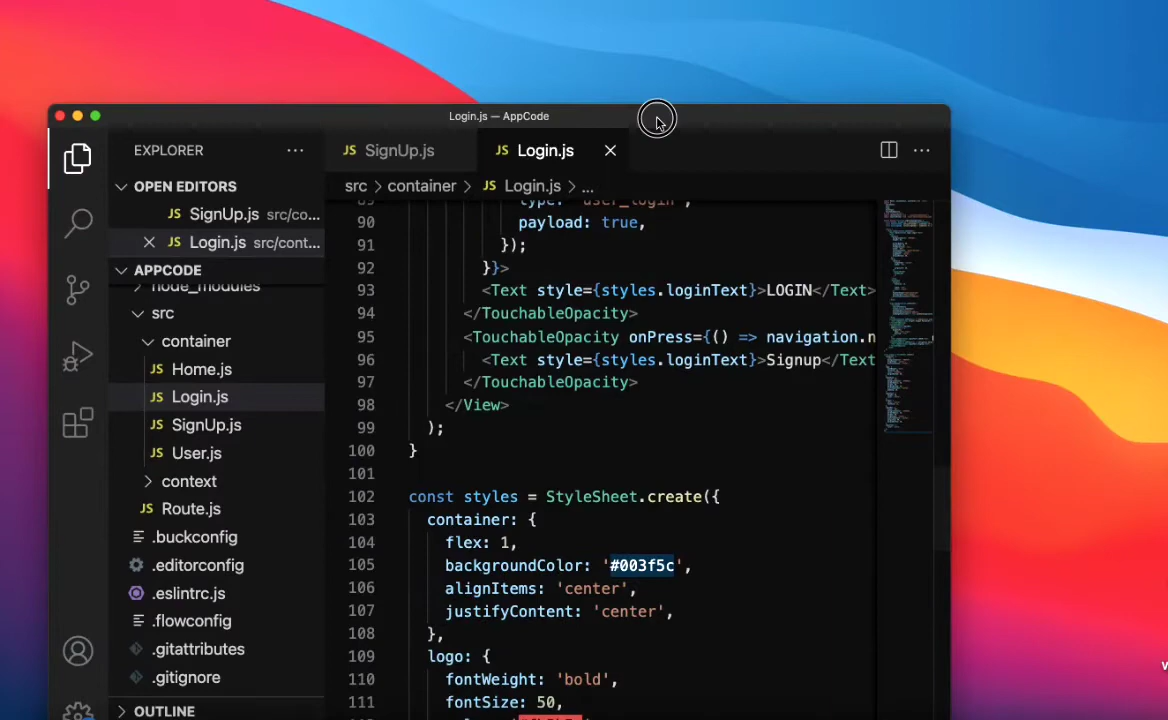 Login.js — AppCode
EXPLORER
SignUp.js
Login.js
OPEN EDITORS
SignUp.js src/co...
Login.js src/cont...
APPCODE
node_modules
src
container
Home.js
Login.js
SignUp.js
User.js
context
Route.js
.buckconfig
.editorconfig
.eslintrc.js
.flowconfig
.gitattributes
.gitignore
OUTLINE
src > container > JS Login.js > ...
89 type: 'user_login',
90 payload: true,
91 });
92 }}>
93 <Text style={styles.loginText}>LOGIN</Text>
94 </TouchableOpacity>
95 <TouchableOpacity onPress={() => navigation.n
96 <Text style={styles.loginText}>Signup</Text
97 </TouchableOpacity>
98 </View>
99 );
100 }
101
102 const styles = StyleSheet.create({
103 container: {
104 flex: 1,
105 backgroundColor: '#003f5c',
106 alignItems: 'center',
107 justifyContent: 'center',
108 },
109 logo: {
110 fontWeight: 'bold',
111 fontSize: 50,